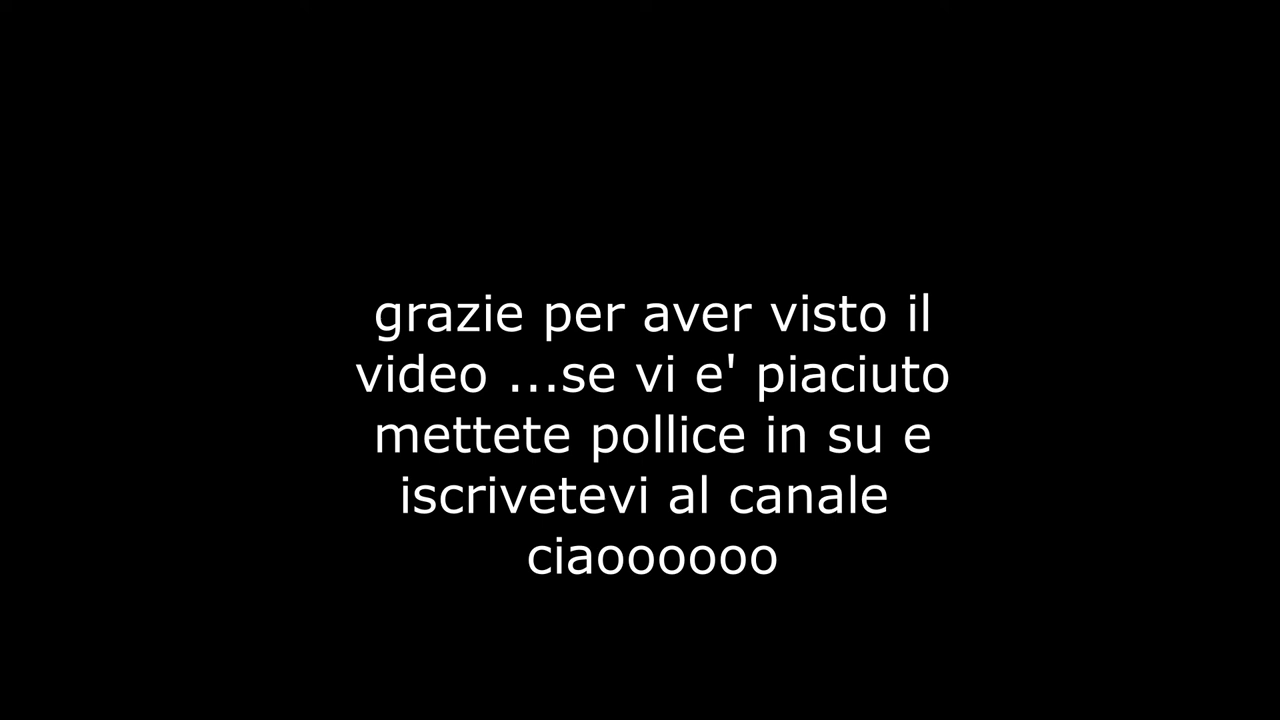 grazie per aver visto il
video ...se vi e' piaciuto
mettete pollice in su e
iscrivetevi al canale
ciaoooooo